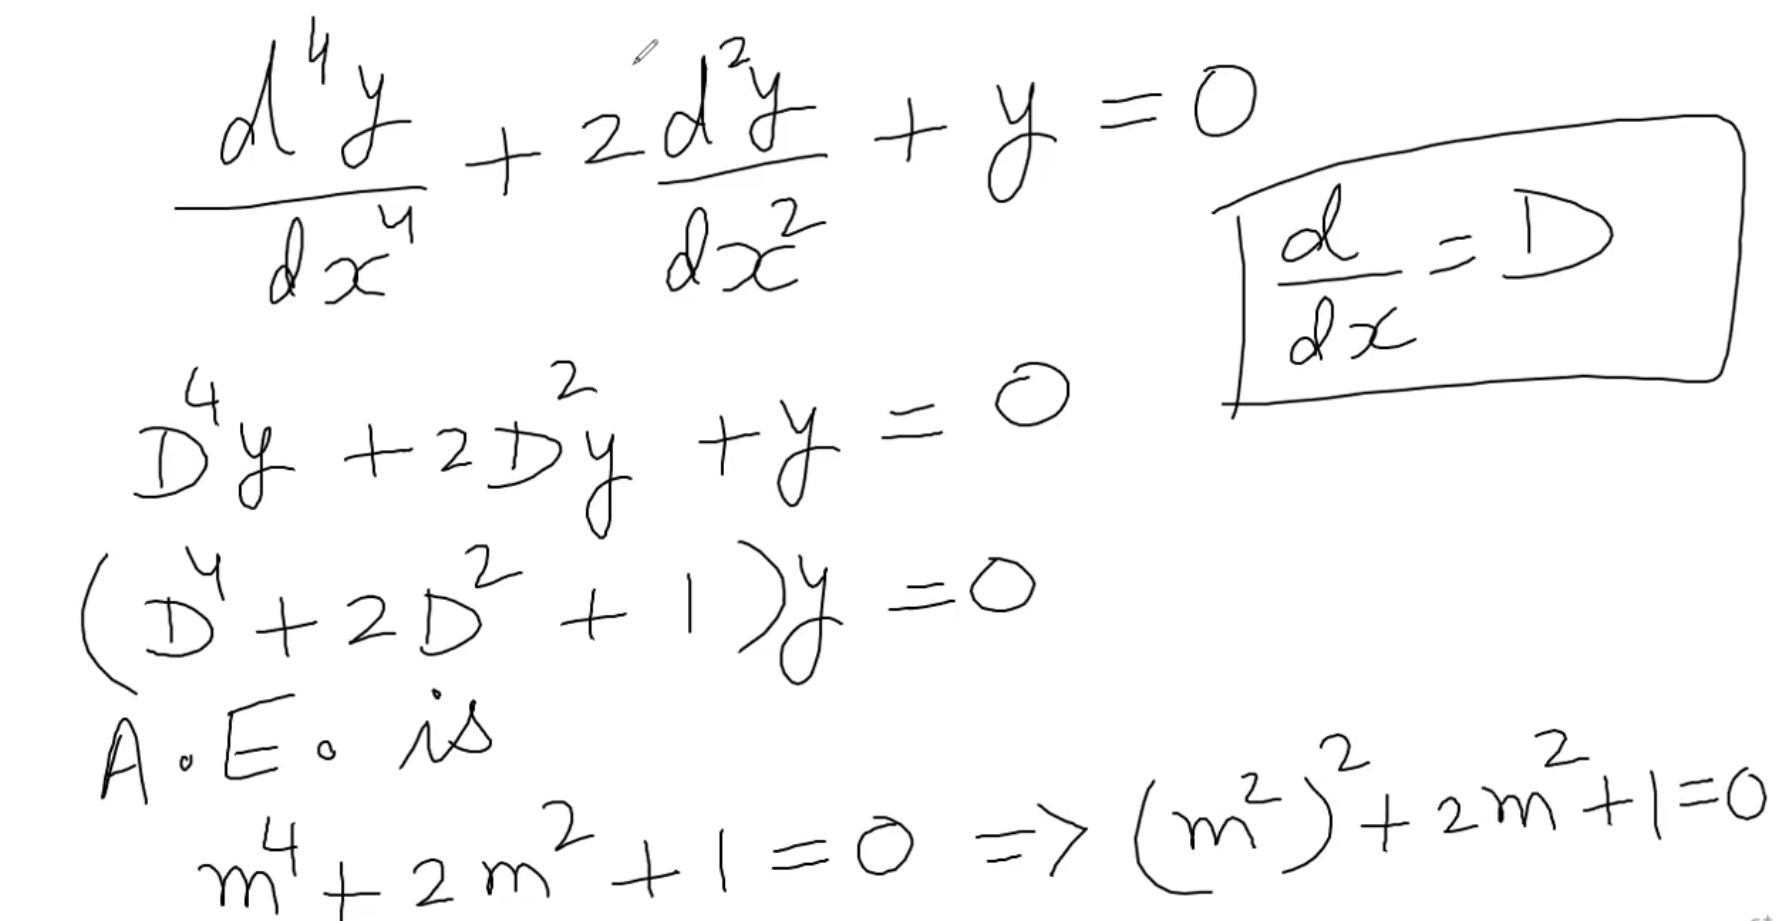 d⁴y/dx⁴ + 2 d²y/dx² + y = 0
d/dx = D
D⁴y + 2D²y + y = 0
(D⁴ + 2D² + 1)y = 0
A.E. is
m⁴ + 2m² + 1 = 0 => (m²)² + 2m² + 1 = 0